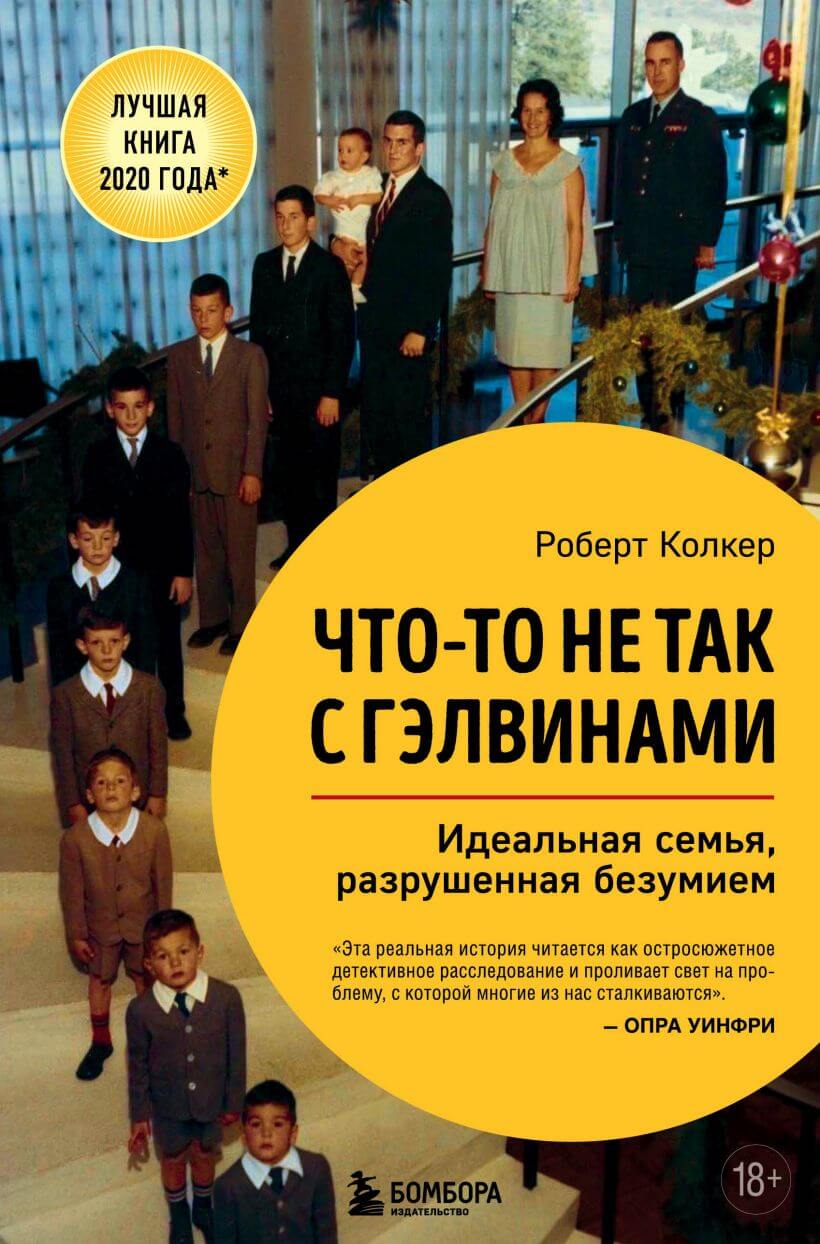 ЛУЧШАЯ
КНИГА
2020 ГОДА*
Роберт Колкер
ЧТО-ТО НЕ ТАК
С ГЭЛВИНАМИ
Идеальная семья,
разрушенная безумием
«Эта реальная история читается как остросюжетное
детективное расследование и проливает свет на про-
блему, с которой многие из нас сталкиваются».
— ОПРА УИНФРИ
БОМБОРА
ИЗДАТЕЛЬСТВО
18+